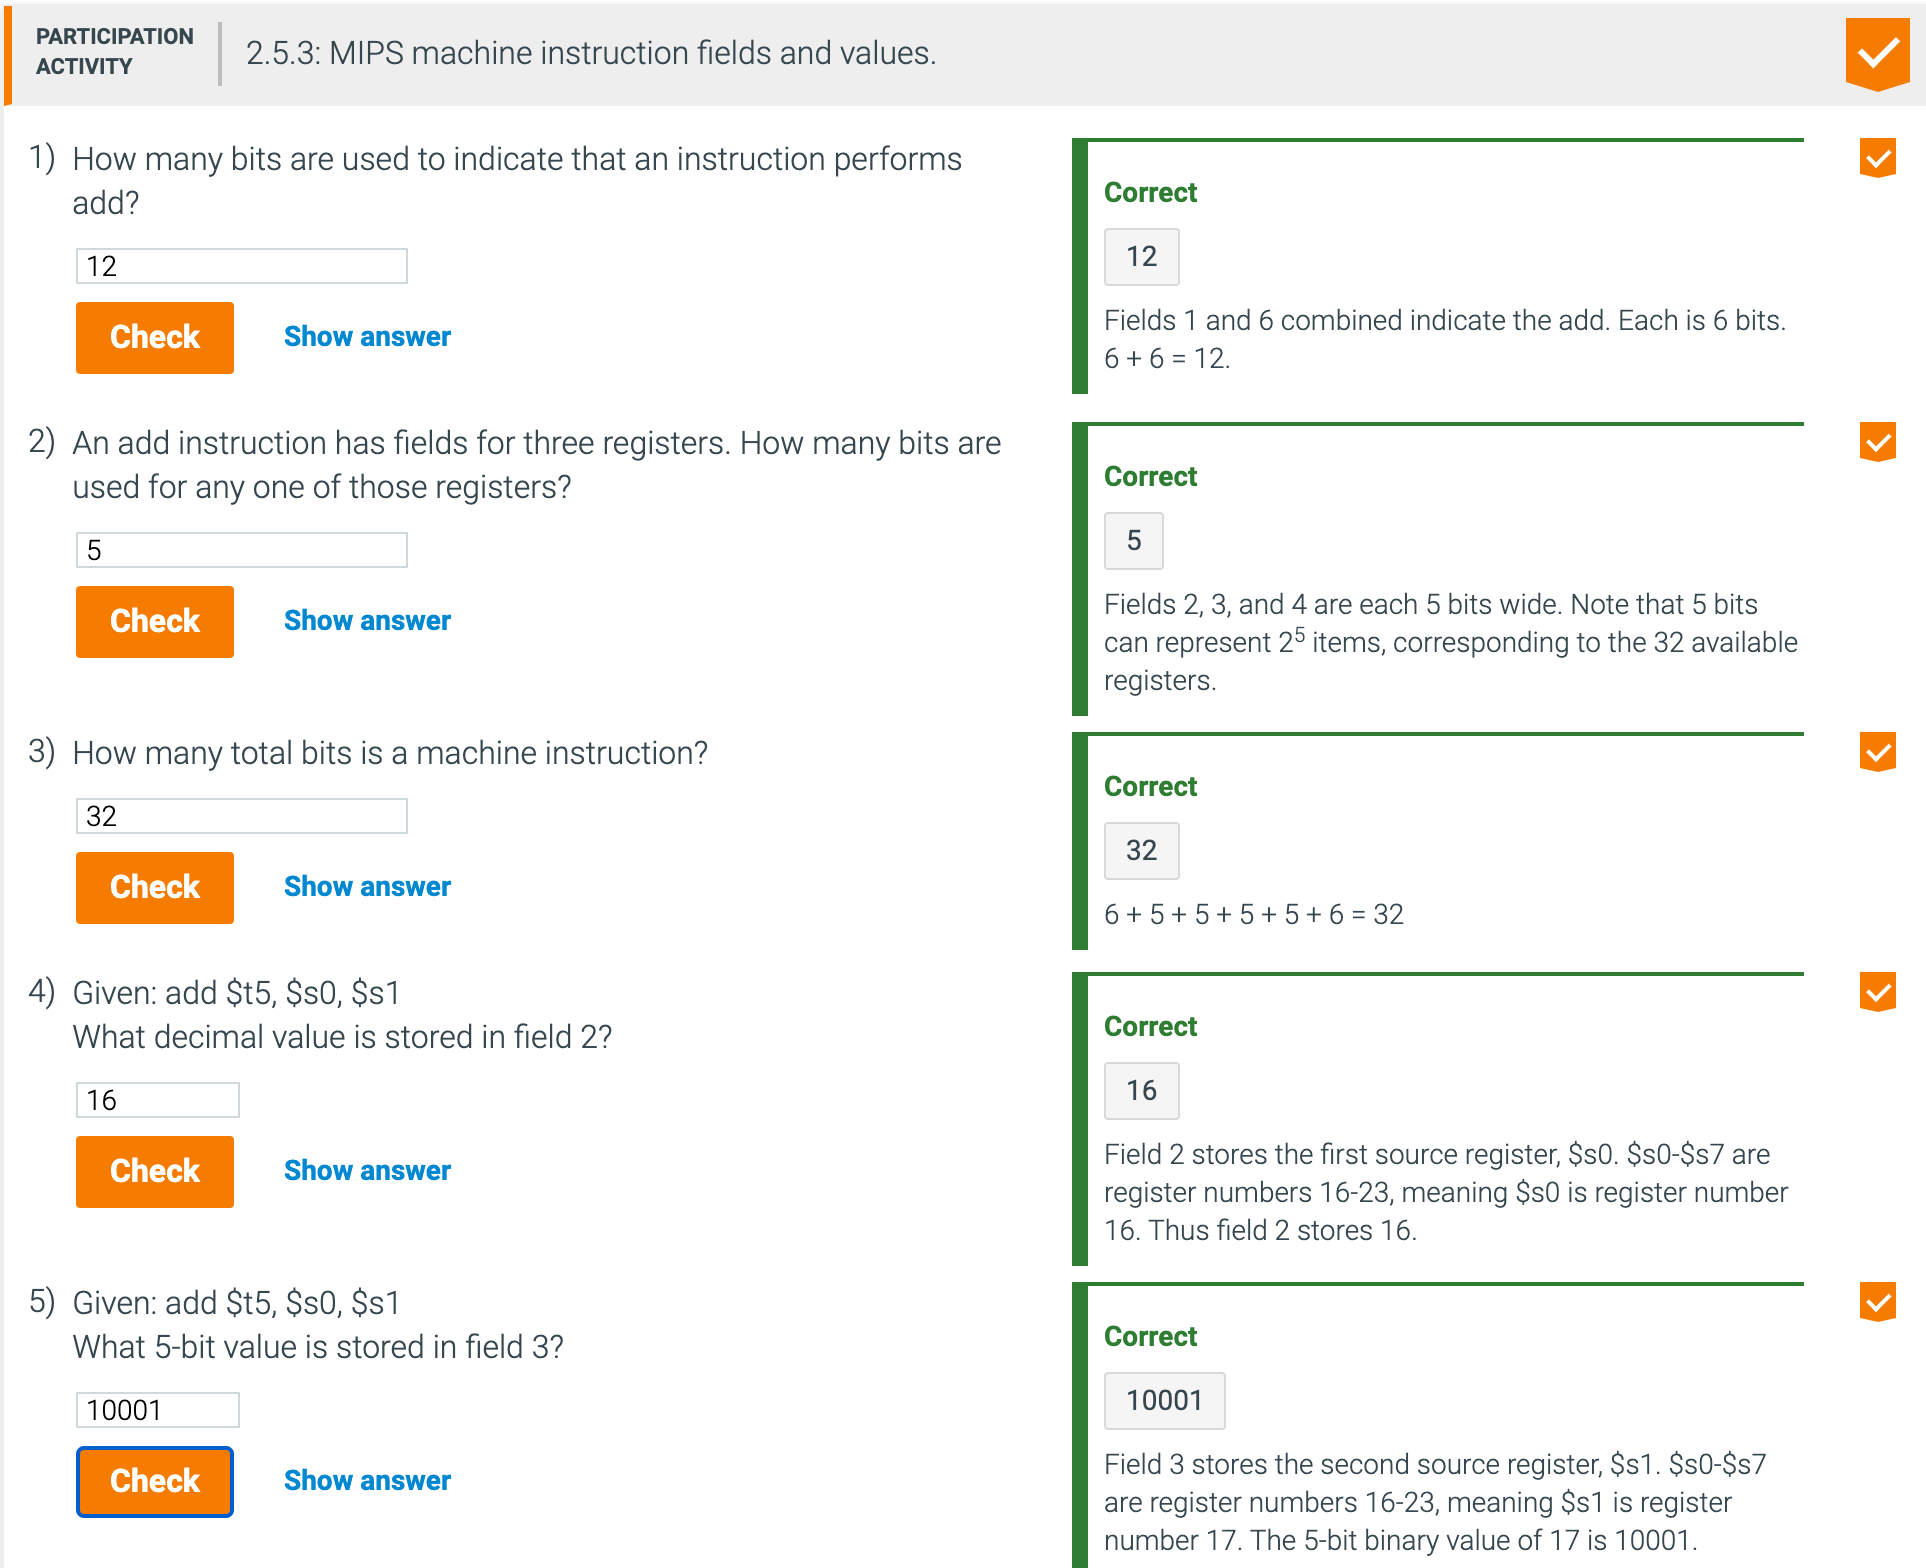 PARTICIPATION
ACTIVITY
2.5.3: MIPS machine instruction fields and values.
1) How many bits are used to indicate that an instruction performs
add?
12
Check Show answer
Correct
12
Fields 1 and 6 combined indicate the add. Each is 6 bits.
6 + 6 = 12.
2) An add instruction has fields for three registers. How many bits are
used for any one of those registers?
5
Check Show answer
Correct
5
Fields 2, 3, and 4 are each 5 bits wide. Note that 5 bits
can represent 2⁵ items, corresponding to the 32 available
registers.
3) How many total bits is a machine instruction?
32
Check Show answer
Correct
32
6 + 5 + 5 + 5 + 5 + 6 = 32
4) Given: add $t5, $s0, $s1
What decimal value is stored in field 2?
16
Check Show answer
Correct
16
Field 2 stores the first source register, $s0. $s0-$s7 are
register numbers 16-23, meaning $s0 is register number
16. Thus field 2 stores 16.
5) Given: add $t5, $s0, $s1
What 5-bit value is stored in field 3?
10001
Check Show answer
Correct
10001
Field 3 stores the second source register, $s1. $s0-$s7
are register numbers 16-23, meaning $s1 is register
number 17. The 5-bit binary value of 17 is 10001.